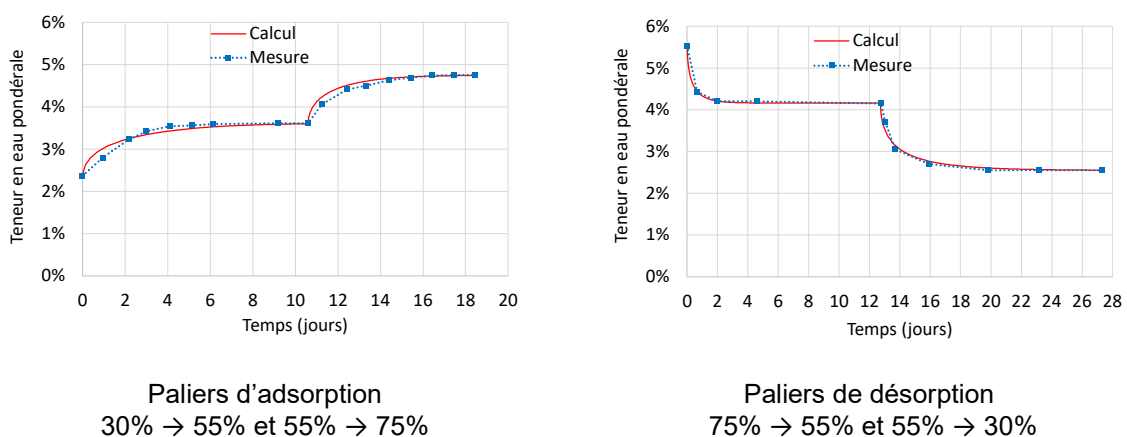 6%
5%
4%
3%
2%
1%
0%
Teneur en eau pondérale
Calcul
Mesure
0 2 4 6 8 10 12 14 16 18 20
Temps (jours)
Paliers d’adsorption
30% → 55% et 55% → 75%
6%
5%
4%
3%
2%
1%
0%
Teneur en eau pondérale
Calcul
Mesure
0 2 4 6 8 10 12 14 16 18 20 22 24 26 28
Temps (jours)
Paliers de désorption
75% → 55% et 55% → 30%